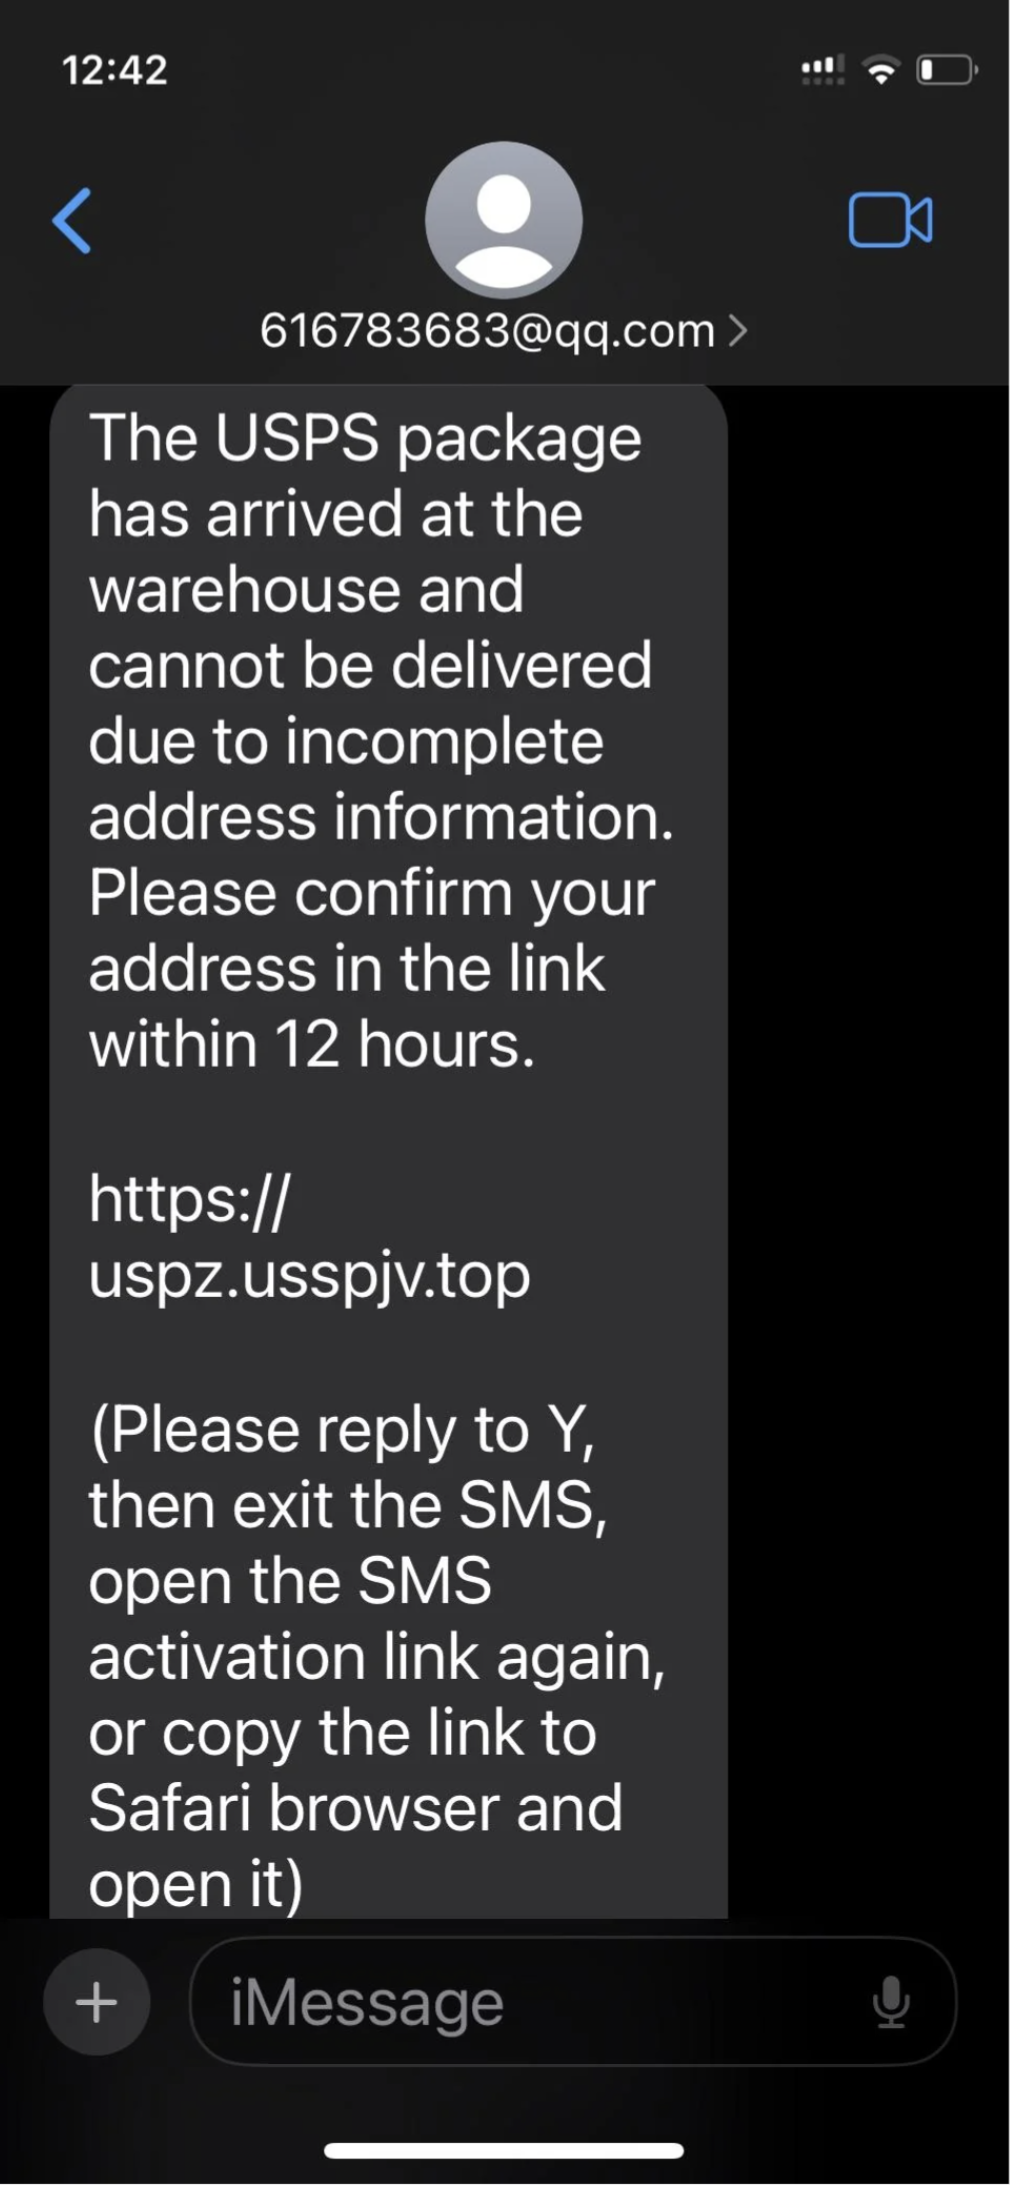 12:42
616783683@qq.com
The USPS package
has arrived at the
warehouse and
cannot be delivered
due to incomplete
address information.
Please confirm your
address in the link
within 12 hours.
https://
uspz.usspjv.top
(Please reply to Y,
then exit the SMS,
open the SMS
activation link again,
or copy the link to
Safari browser and
open it)
iMessage